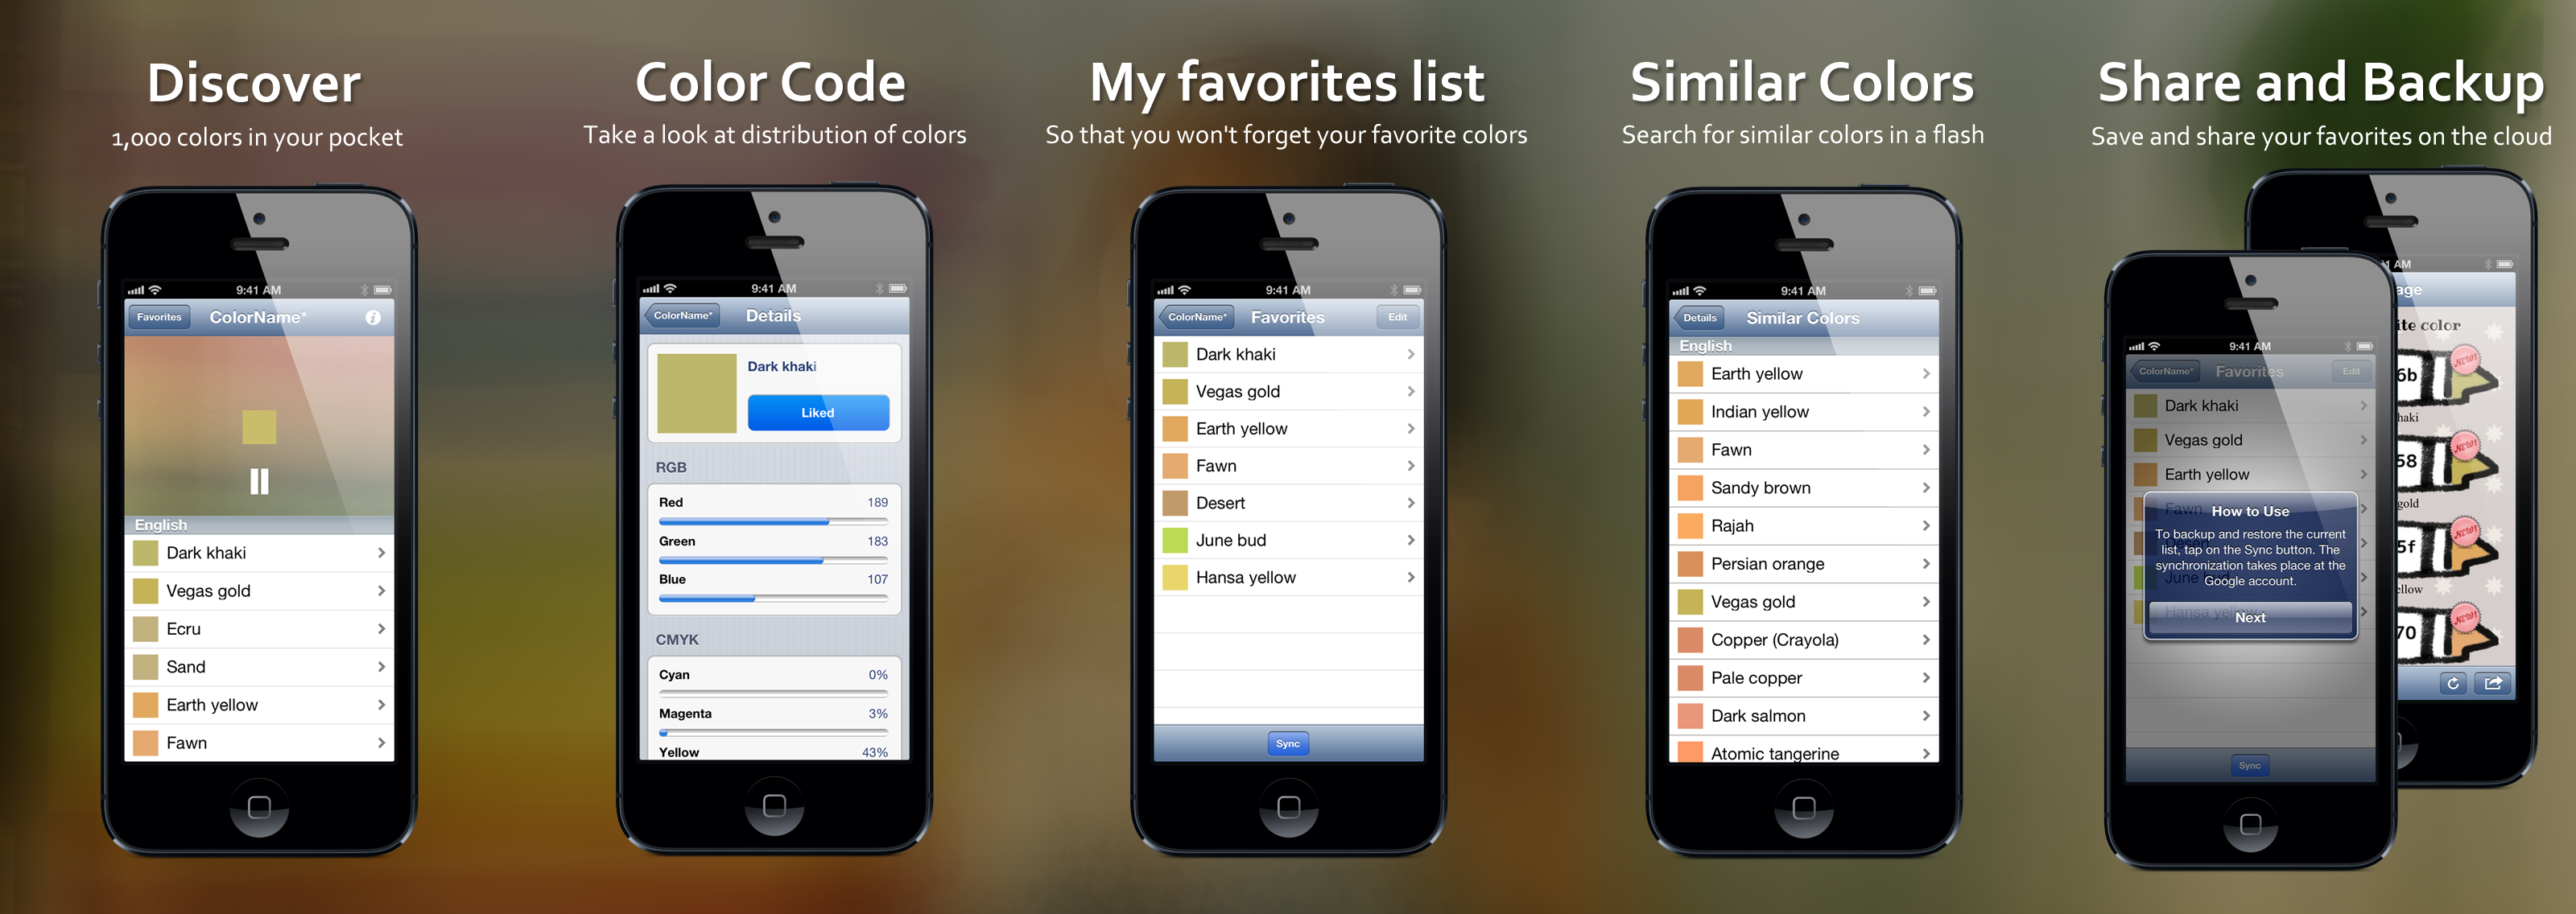 Discover
1,000 colors in your pocket
9:41 AM
Favorites
ColorName*
English
Dark khaki
Vegas gold
Ecru
Sand
Earth yellow
Fawn
Color Code
Take a look at distribution of colors
9:41 AM
ColorName*
Details
Dark khaki
Liked
RGB
Red 189
Green 183
Blue 107
CMYK
Cyan 0%
Magenta 3%
Yellow 43%
My favorites list
So that you won't forget your favorite colors
9:41 AM
ColorName*
Favorites
Edit
Dark khaki
Vegas gold
Earth yellow
Fawn
Desert
June bud
Hansa yellow
Sync
Similar Colors
Search for similar colors in a flash
9:41 AM
Details
Similar Colors
English
Earth yellow
Indian yellow
Fawn
Sandy brown
Rajah
Persian orange
Vegas gold
Copper (Crayola)
Pale copper
Dark salmon
Atomic tangerine
Share and Backup
Save and share your favorites on the cloud
9:41 AM
ColorName*
Favorites
Edit
Dark khaki
Vegas gold
Earth yellow
Fawn
How to Use
To backup and restore the current
list, tap on the Sync button. The
synchronization takes place at the
Google account.
June bud
Hansa yellow
Next
Sync
1 AM
age
ite color
NEW!
6b
haki
NEW!
58
gold
NEW!
5f
ellow
NEW!
70